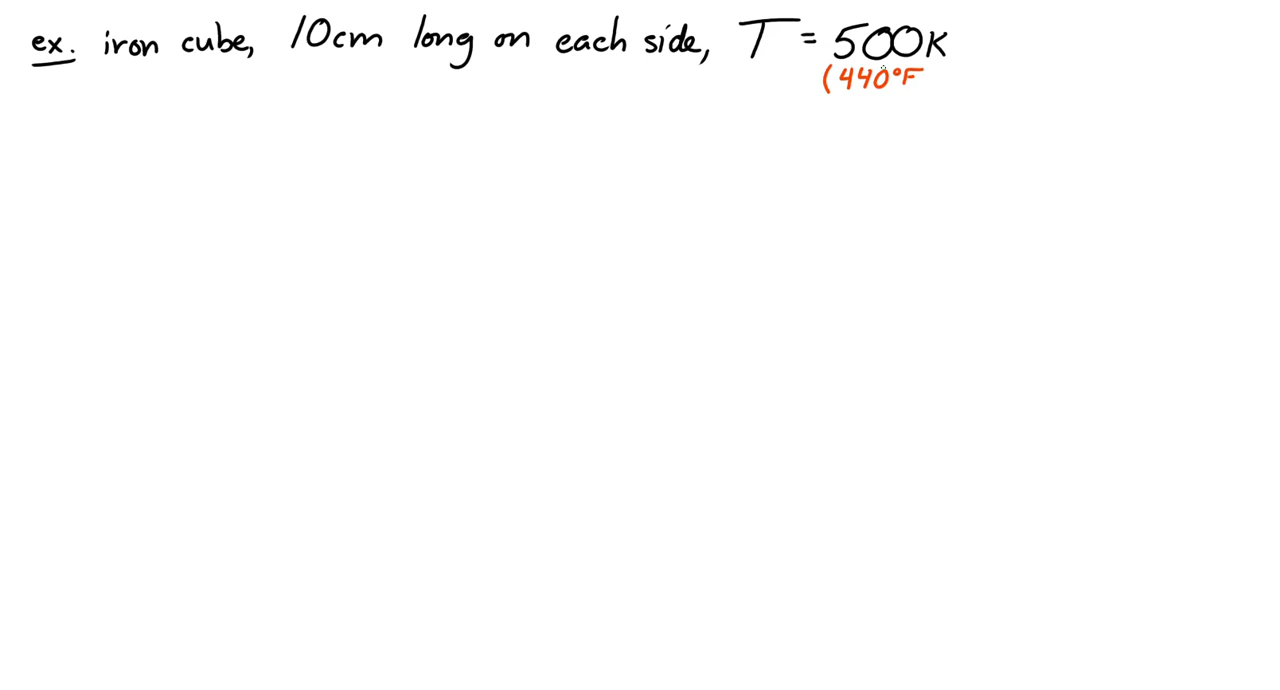 ex. iron cube, 10cm long on each side, T = 500K
(440°F